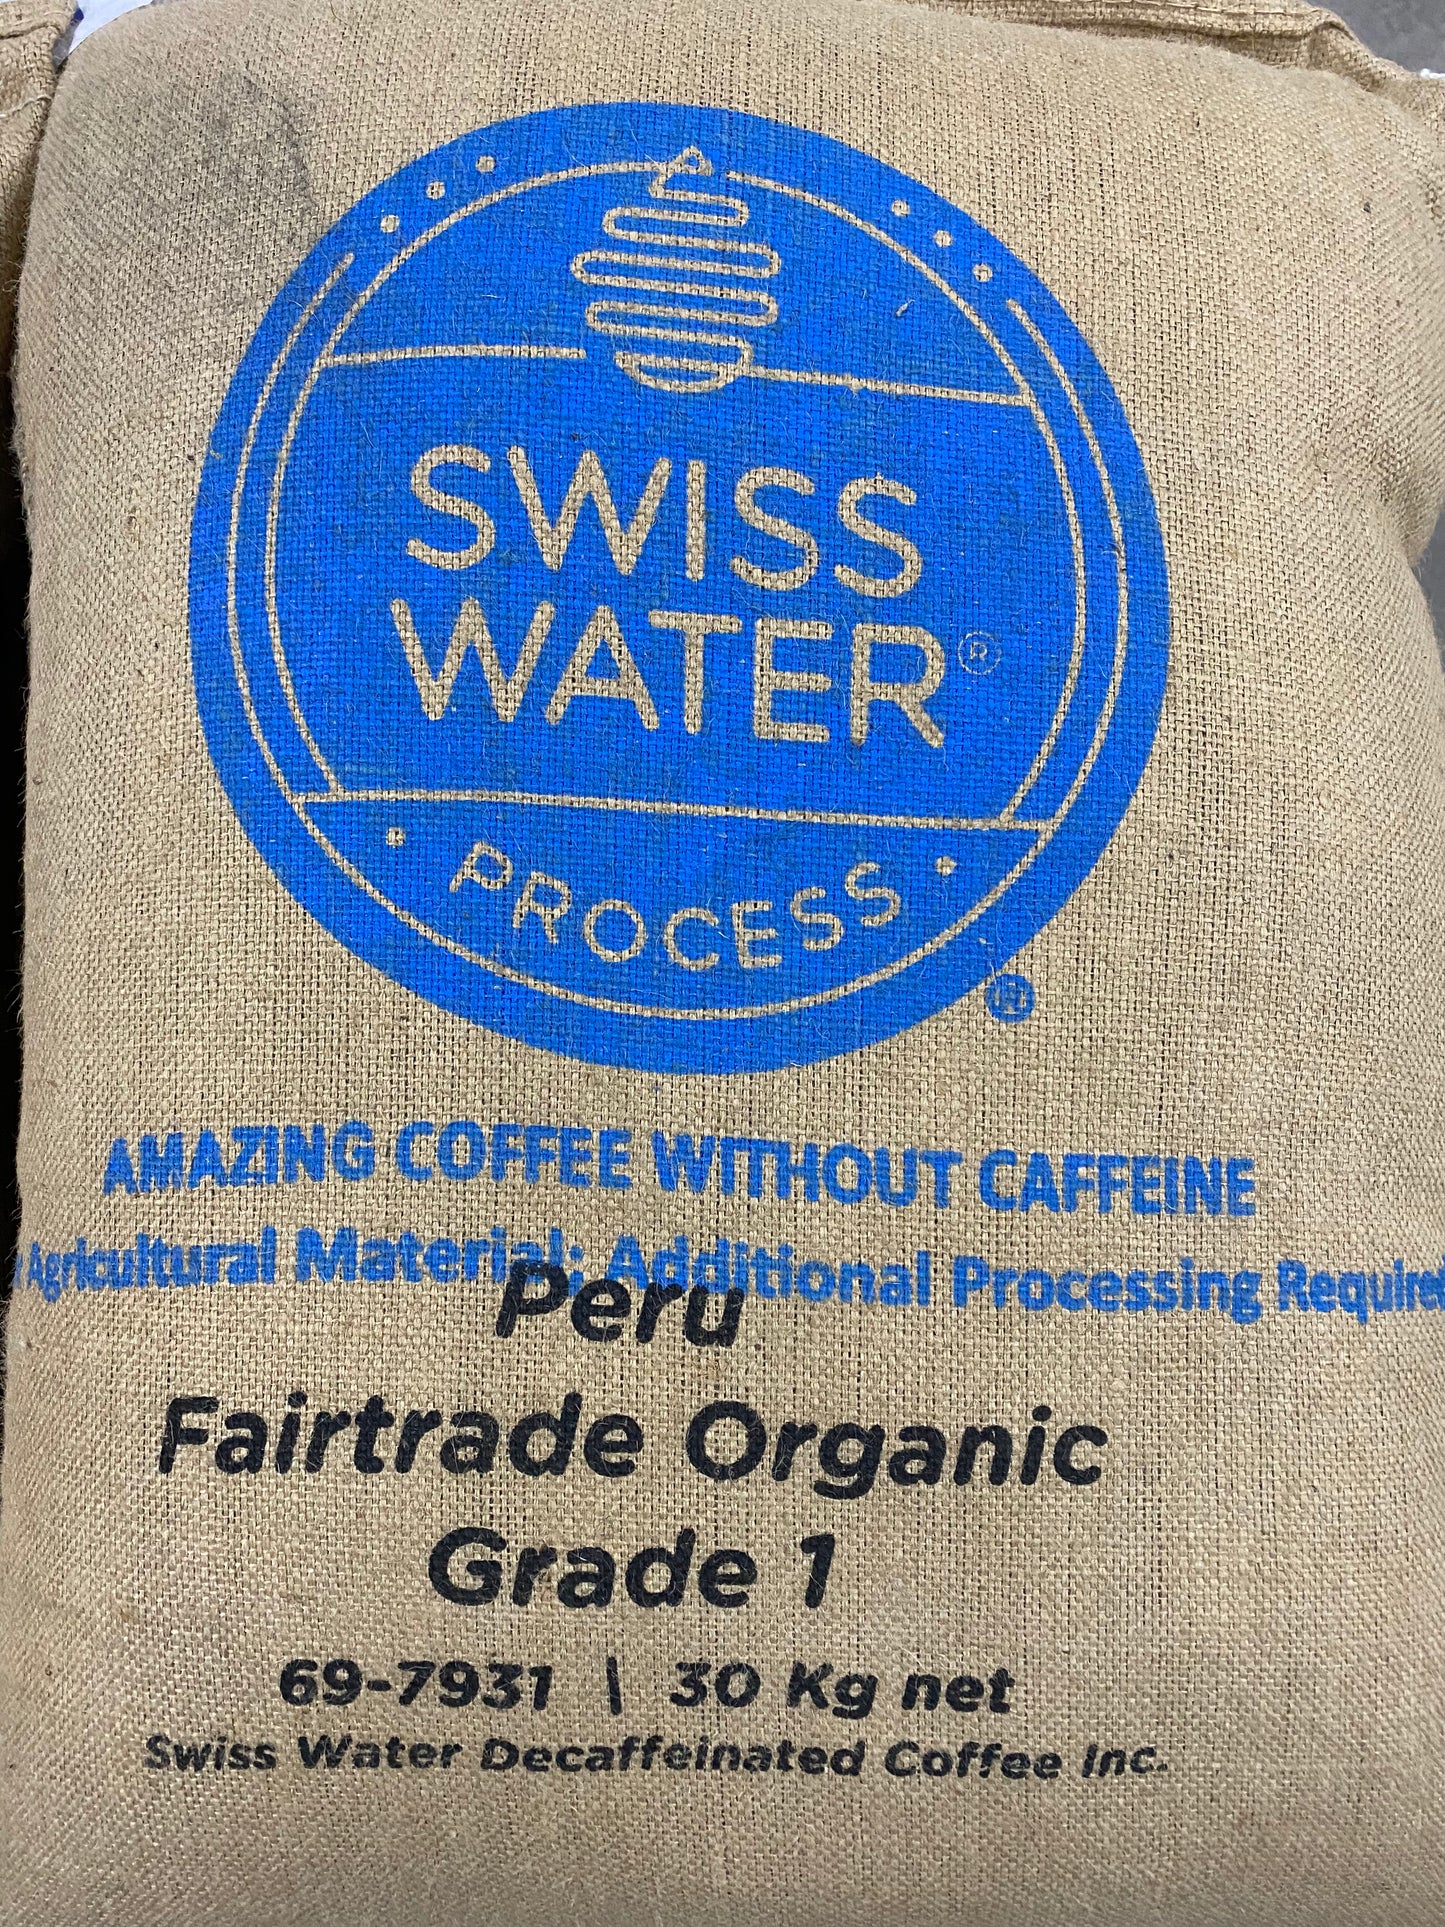 SWISS
WATER®
PROCESS
®
AMAZING COFFEE WITHOUT CAFFEINE
Agricultural Material: Additional Processing
Peru
Fairtrade Organic
Grade 1
69-7931 | 30 Kg net
Swiss Water Decaffeinated Coffee Inc.